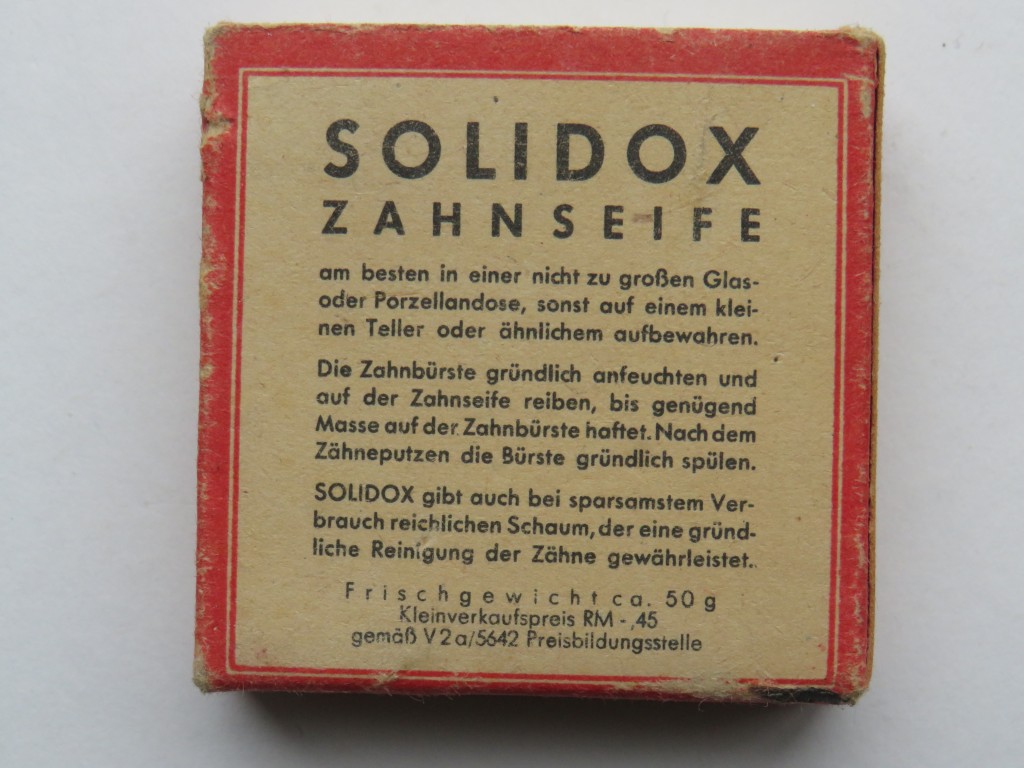 SOLIDOX
ZAHNSEIFE
am besten in einer nicht zu großen Glas-
oder Porzellandose, sonst auf einem klei-
nen Teller oder ähnlichem aufbewahren.
Die Zahnbürste gründlich anfeuchten und
auf der Zahnseife reiben, bis genügend
Masse auf der Zahnbürste haftet. Nach dem
Zähneputzen die Bürste gründlich spülen.
SOLIDOX gibt auch bei sparsamstem Ver-
brauch reichlichen Schaum, der eine gründ-
liche Reinigung der Zähne gewährleistet.
Frischgewicht ca. 50 g
Kleinverkaufspreis RM -,45
gemäß V2a/5642 Preisbildungsstelle